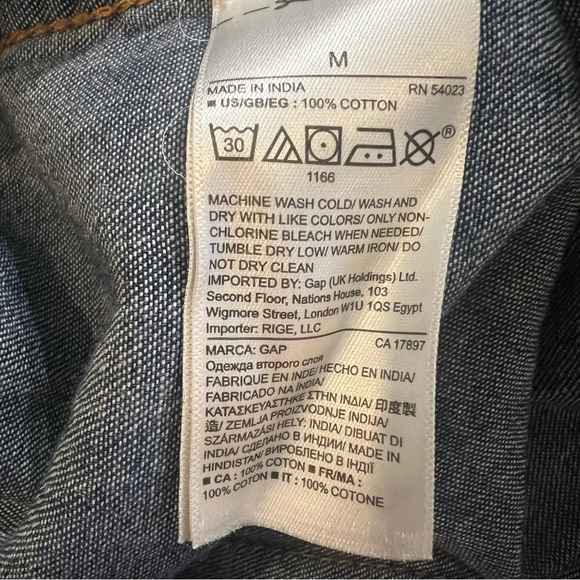 M
MADE IN INDIA RN 54023
■ US/GB/EG : 100% COTTON
30
®
1166
MACHINE WASH COLD/ WASH AND
DRY WITH LIKE COLORS/ ONLY NON-
CHLORINE BLEACH WHEN NEEDED/
TUMBLE DRY LOW/ WARM IRON/ DO
NOT DRY CLEAN
IMPORTED BY: Gap (UK Holdings) Ltd.
Second Floor, Nations House, 103
Wigmore Street, London W1U 1QS Egypt
Importer: RIGE, LLC
MARCA: GAP CA 17897
Одежда второго слоя
FABRIQUE EN INDE/ HECHO EN INDIA/
FABRICADO NA ÍNDIA/
ΚΑΤΑΣΚΕΥΑΣΤΗΚΕ ΣΤΗΝ ΙΝΔΙΑ/ 印度製
造/ ZEMLJA PROIZVODNJE INDIJA/
SZÁRMAZÁSI HELY: INDIA/ DIBUAT DI
INDIA/ СДЕЛАНО В ИНДИИ/ MADE IN
HINDISTAN/ ВИРОБЛЕНО В ІНДІЇ
■ CA : 100% COTON ■ FR/MA :
100% COTON ■ IT : 100% COTONE